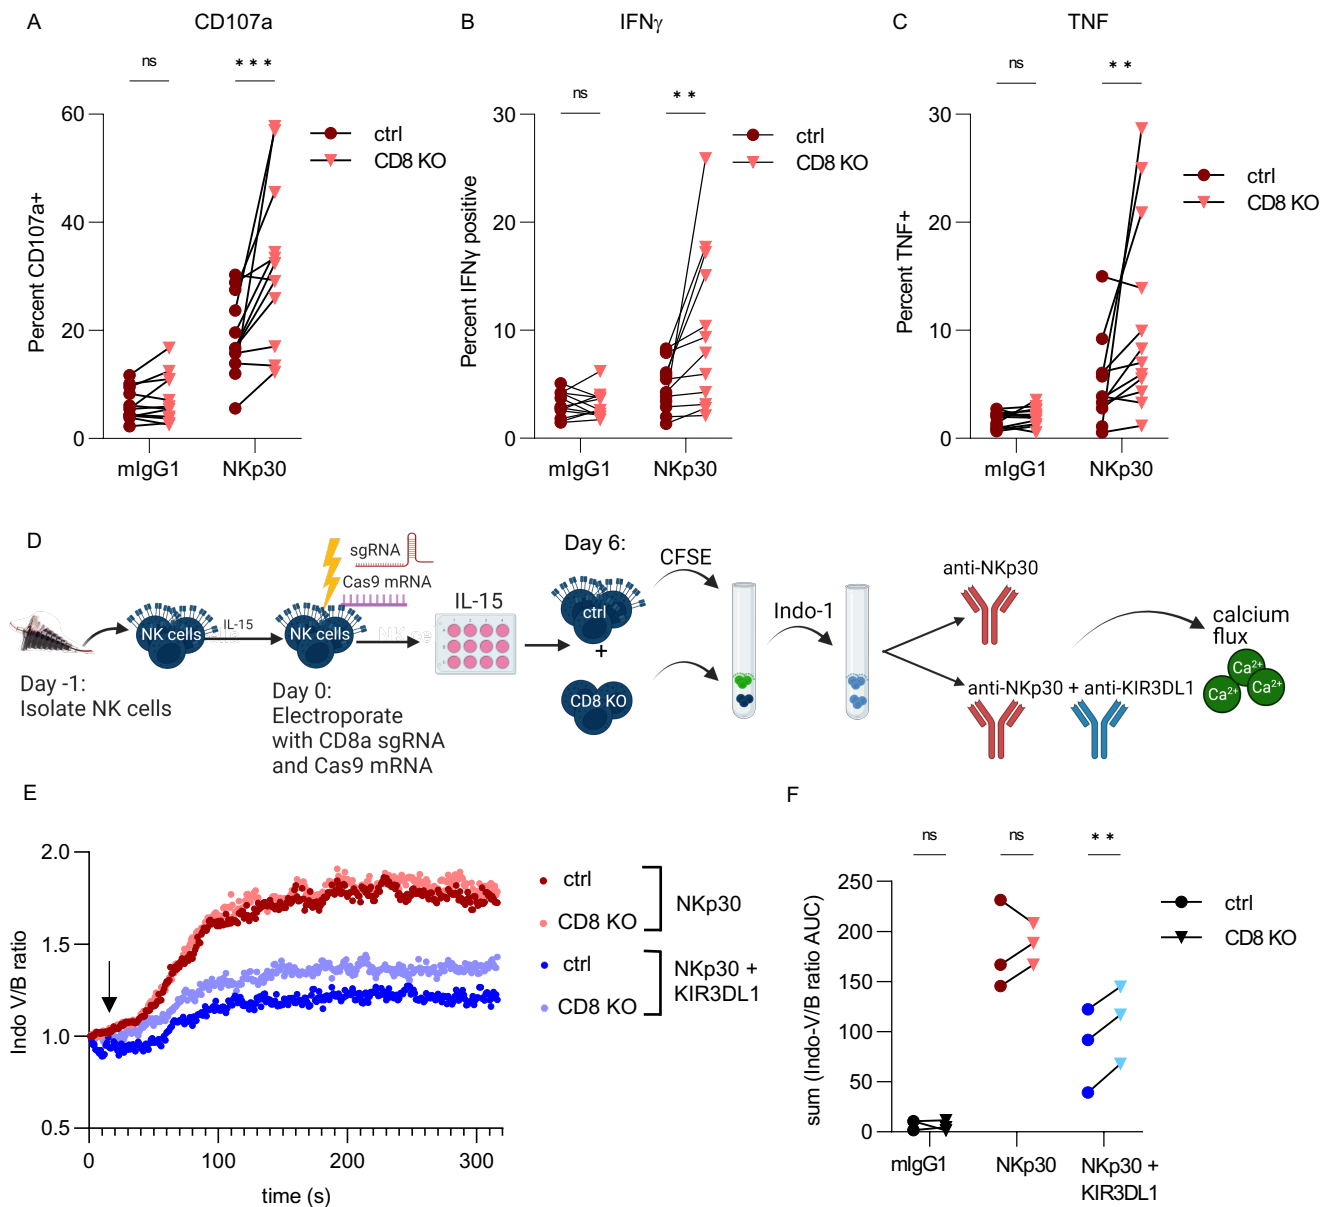 A
CD107a
B
IFNγ
C
TNF
ns
***
ns
**
ns
**
60
40
20
0
Percent CD107a+
mIgG1
NKp30
ctrl
CD8 KO
30
20
10
0
Percent IFNγ positive
mIgG1
NKp30
ctrl
CD8 KO
30
20
10
0
Percent TNF+
mIgG1
NKp30
ctrl
CD8 KO
D
Day -1:
Isolate NK cells
NK cells
IL-15
NK cells
sgRNA
Cas9 mRNA
Day 0:
Electroporate
with CD8a sgRNA
and Cas9 mRNA
IL-15
Day 6:
ctrl
+
CD8 KO
CFSE
Indo-1
anti-NKp30
anti-NKp30 + anti-KIR3DL1
calcium
flux
Ca2+
Ca2+
Ca2+
E
2.0
1.5
1.0
0.5
Indo V/B ratio
0
100
200
300
time (s)
ctrl
CD8 KO
NKp30
ctrl
CD8 KO
NKp30 +
KIR3DL1
F
ns
ns
**
250
200
150
100
50
0
sum (Indo-V/B ratio AUC)
mIgG1
NKp30
NKp30 +
KIR3DL1
ctrl
CD8 KO